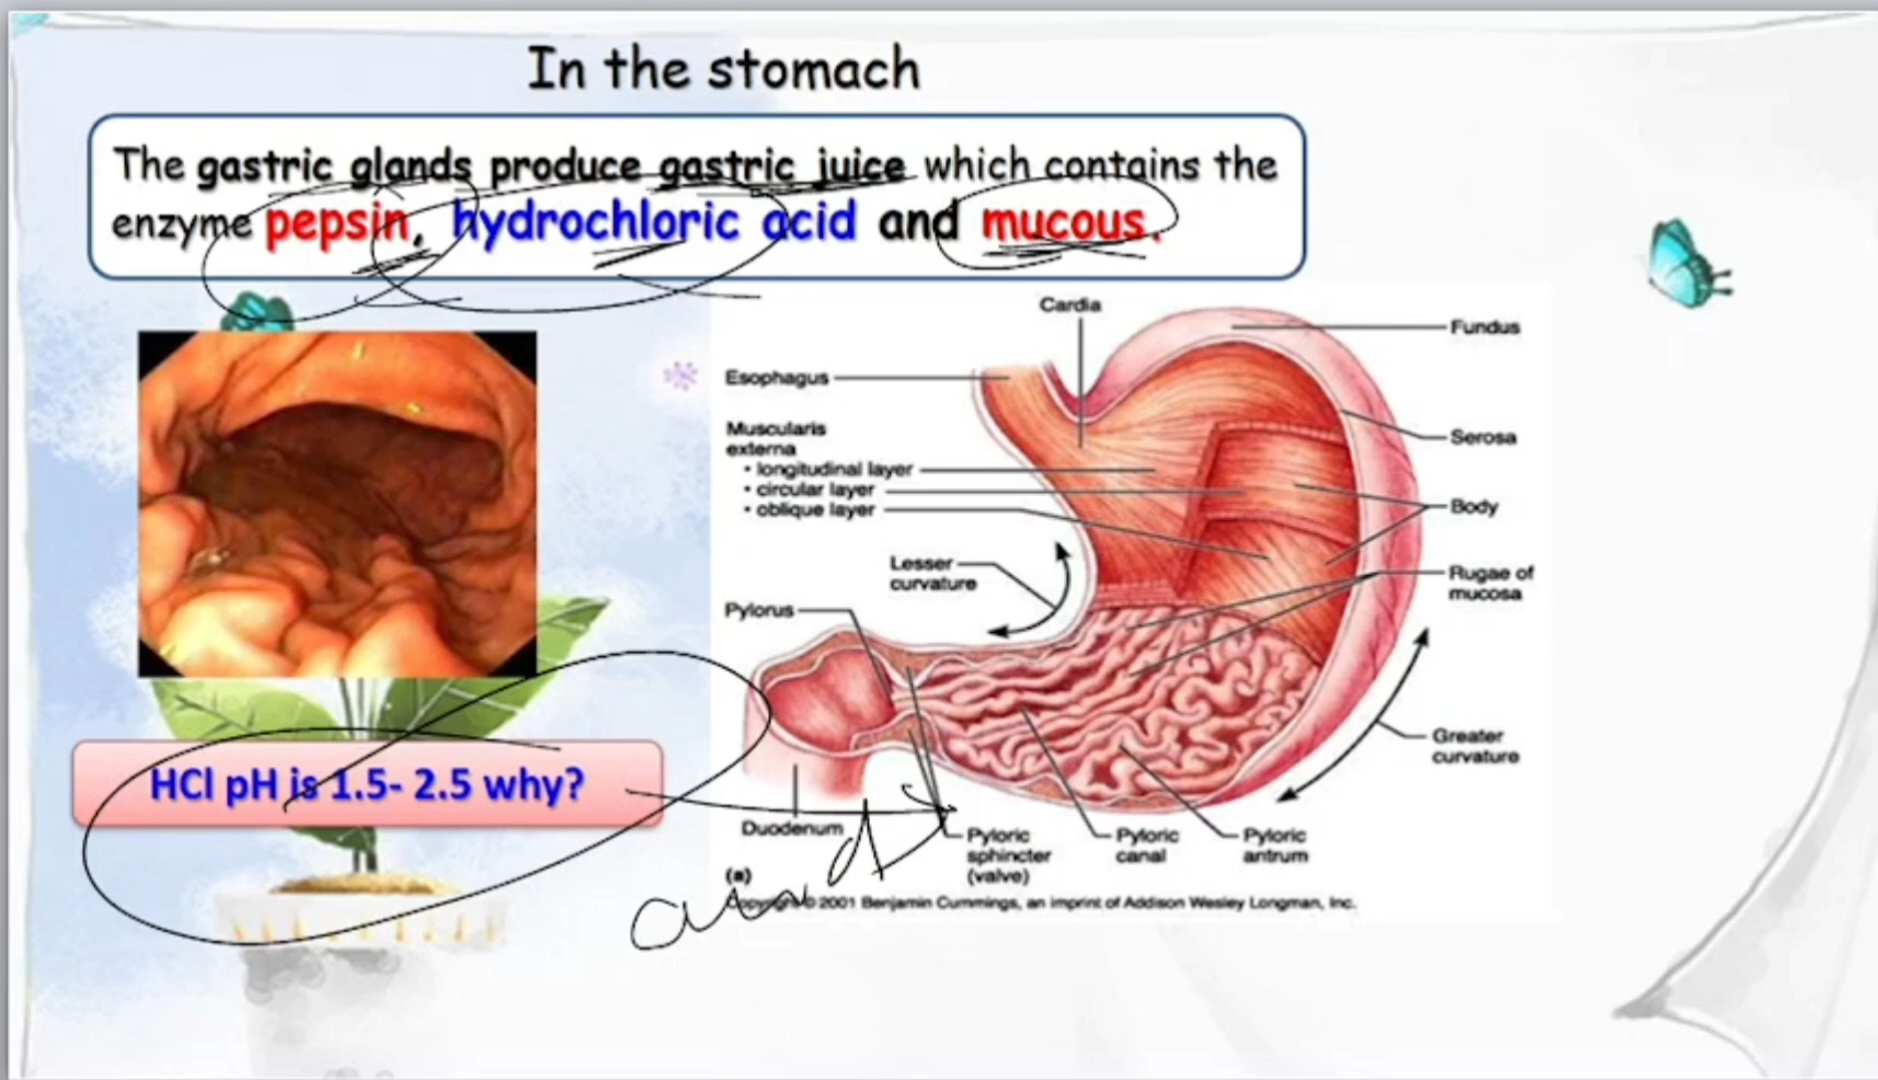 In the stomach
The gastric glands produce gastric juice which contains the
enzyme pepsin, hydrochloric acid and mucous.
Cardia
Fundus
Esophagus
Muscularis
externa
• longitudinal layer
• circular layer
• oblique layer
Serosa
Body
Lesser
curvature
Rugae of
mucosa
Pylorus
Greater
curvature
HCl pH is 1.5- 2.5 why?
Duodenum
Pyloric
sphincter
(valve)
Pyloric
canal
Pyloric
antrum
(a)
Copyright © 2001 Benjamin Cummings, an imprint of Addison Wesley Longman, Inc.